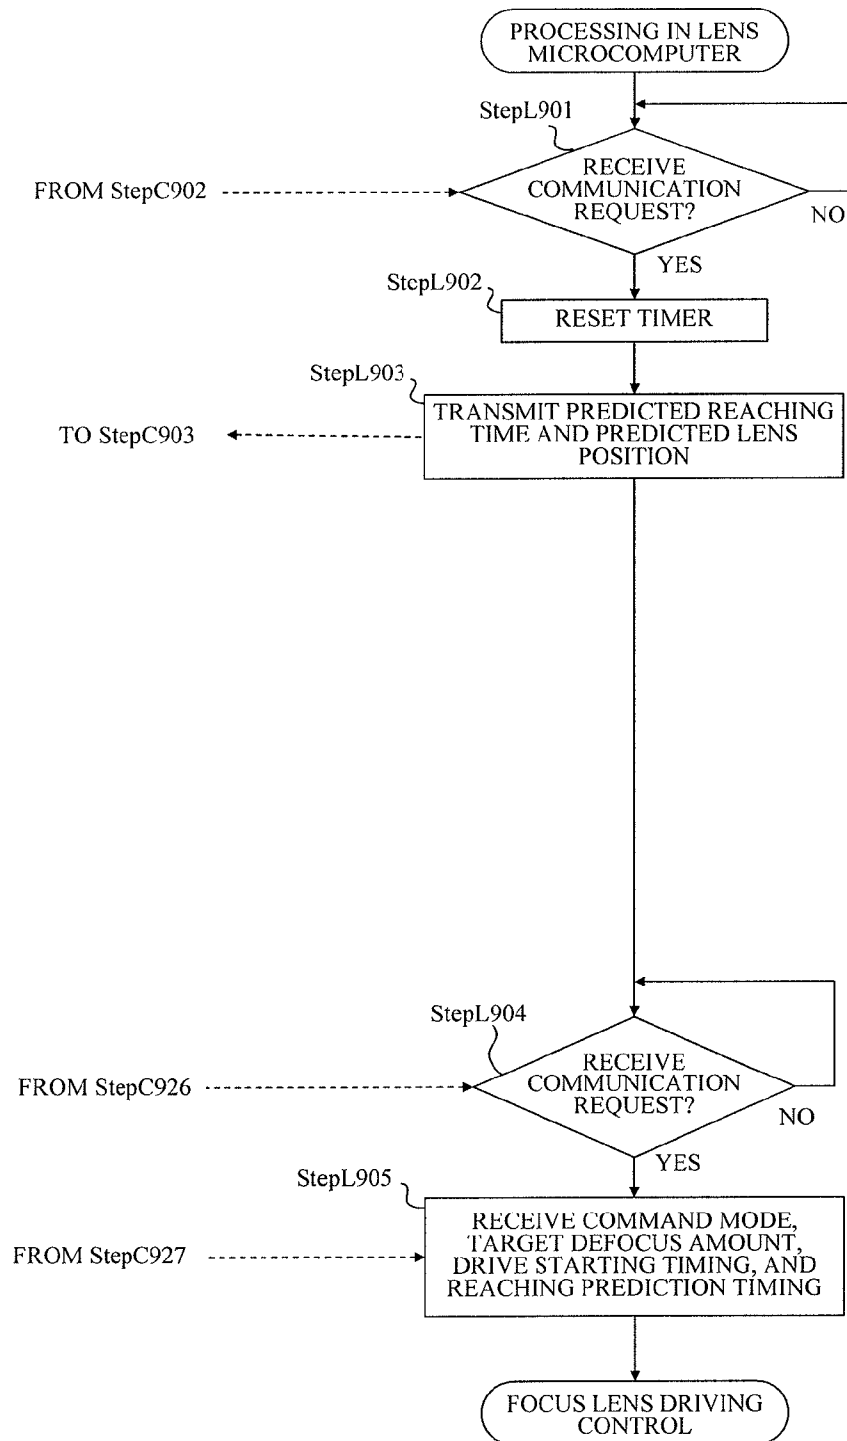 PROCESSING IN LENS
MICROCOMPUTER
StepL901
RECEIVE
COMMUNICATION
REQUEST?
FROM StepC902
NO
YES
StepL902
RESET TIMER
StepL903
TRANSMIT PREDICTED REACHING
TIME AND PREDICTED LENS
POSITION
TO StepC903
StepL904
RECEIVE
COMMUNICATION
REQUEST?
FROM StepC926
NO
YES
StepL905
RECEIVE COMMAND MODE,
TARGET DEFOCUS AMOUNT,
DRIVE STARTING TIMING, AND
REACHING PREDICTION TIMING
FROM StepC927
FOCUS LENS DRIVING
CONTROL